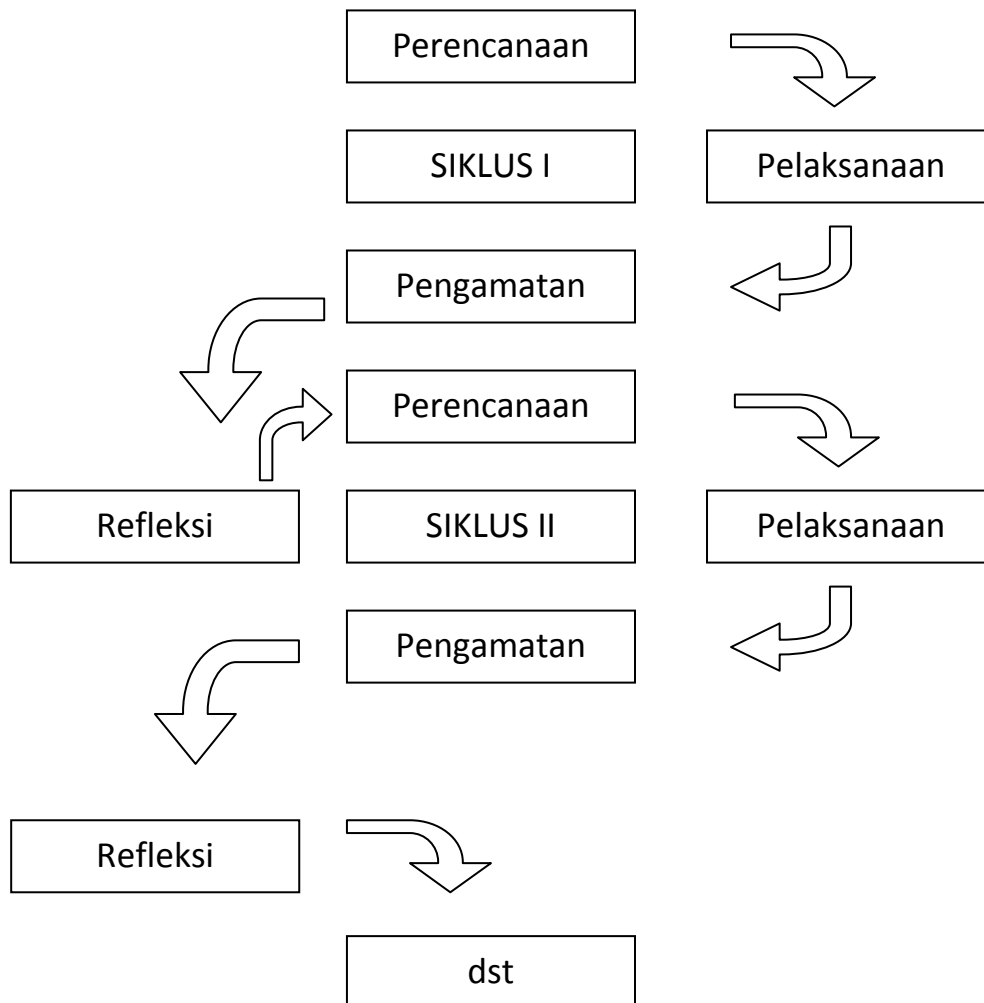 Perencanaan
SIKLUS I
Pelaksanaan
Pengamatan
Perencanaan
Refleksi
SIKLUS II
Pelaksanaan
Pengamatan
Refleksi
dst